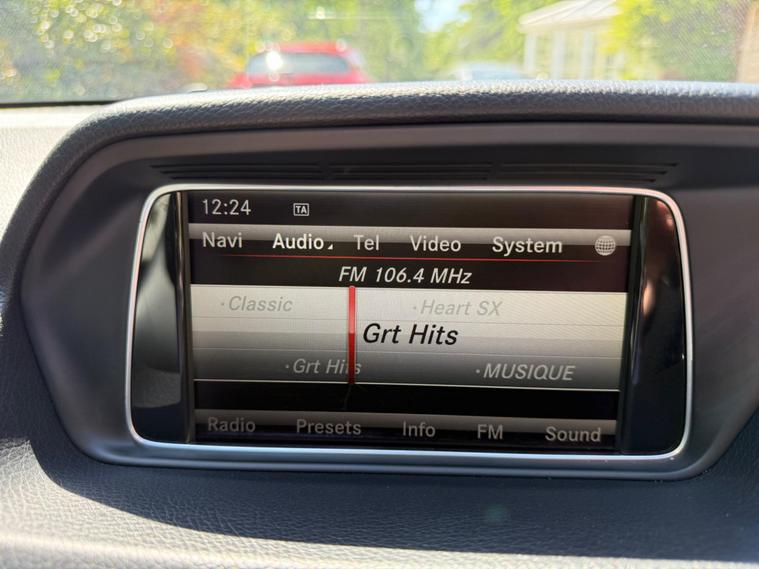 12:24 TA
Navi Audio Tel Video System
FM 106.4 MHz
·Classic ·Heart SX
Grt Hits
·Grt Hits ·MUSIQUE
Radio Presets Info FM Sound